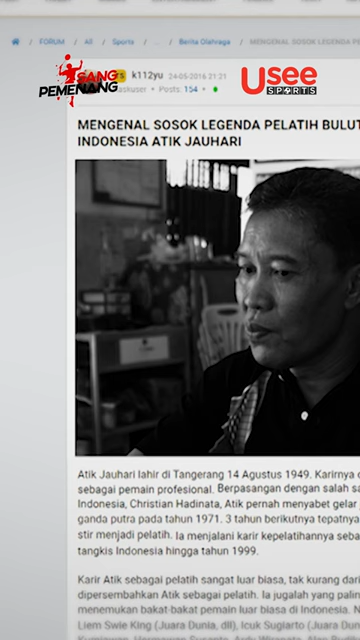 FORUM / All / Sports / ... / Berita Olahraga / MENGENAL SOSOK LEGENDA PE
SANG
PEMENANG
Usee
SPORTS
k112yu 24-05-2016 21:21
Kaskuser • Posts: 154 •
MENGENAL SOSOK LEGENDA PELATIH BULUT
INDONESIA ATIK JAUHARI
Atik Jauhari lahir di Tangerang 14 Agustus 1949. Karirnya
sebagai pemain profesional. Berpasangan dengan salah sa
Indonesia, Christian Hadinata, Atik pernah menyabet gelar
ganda putra pada tahun 1971. 3 tahun berikutnya tepatnya
stir menjadi pelatih. Ia menjalani karir kepelatihannya seba
tangkis Indonesia hingga tahun 1999.
Karir Atik sebagai pelatih sangat luar biasa, tak kurang dar
dipersembahkan Atik sebagai pelatih. Ia jugalah yang palin
menemukan bakat-bakat pemain luar biasa di Indonesia. N
Liem Swie King (Juara Dunia, dll), Icuk Sugiarto (Juara Dun